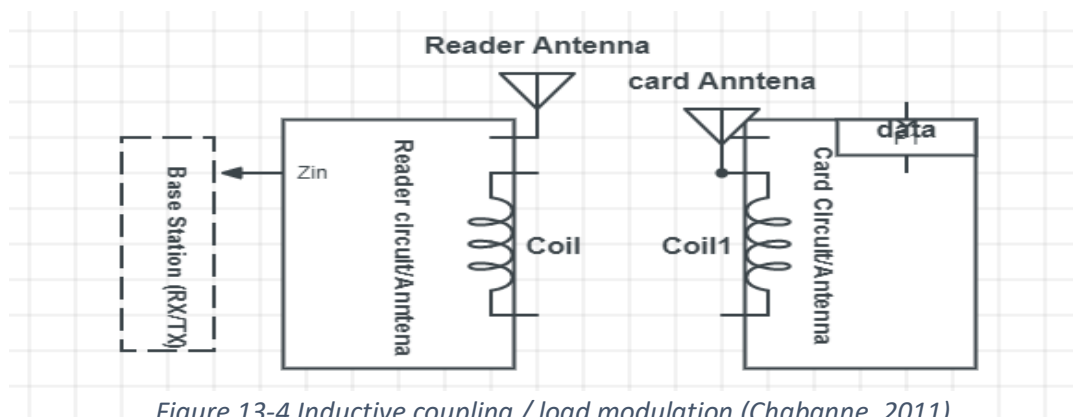 Reader Antenna
card Anntena
data
Zin
Base Station (RX/TX)
Reader circuit/Anntena
Coil
Coil1
Card Circuit/Antenna
Figure 13-4 Inductive coupling / load modulation (Chabanne, 2011)